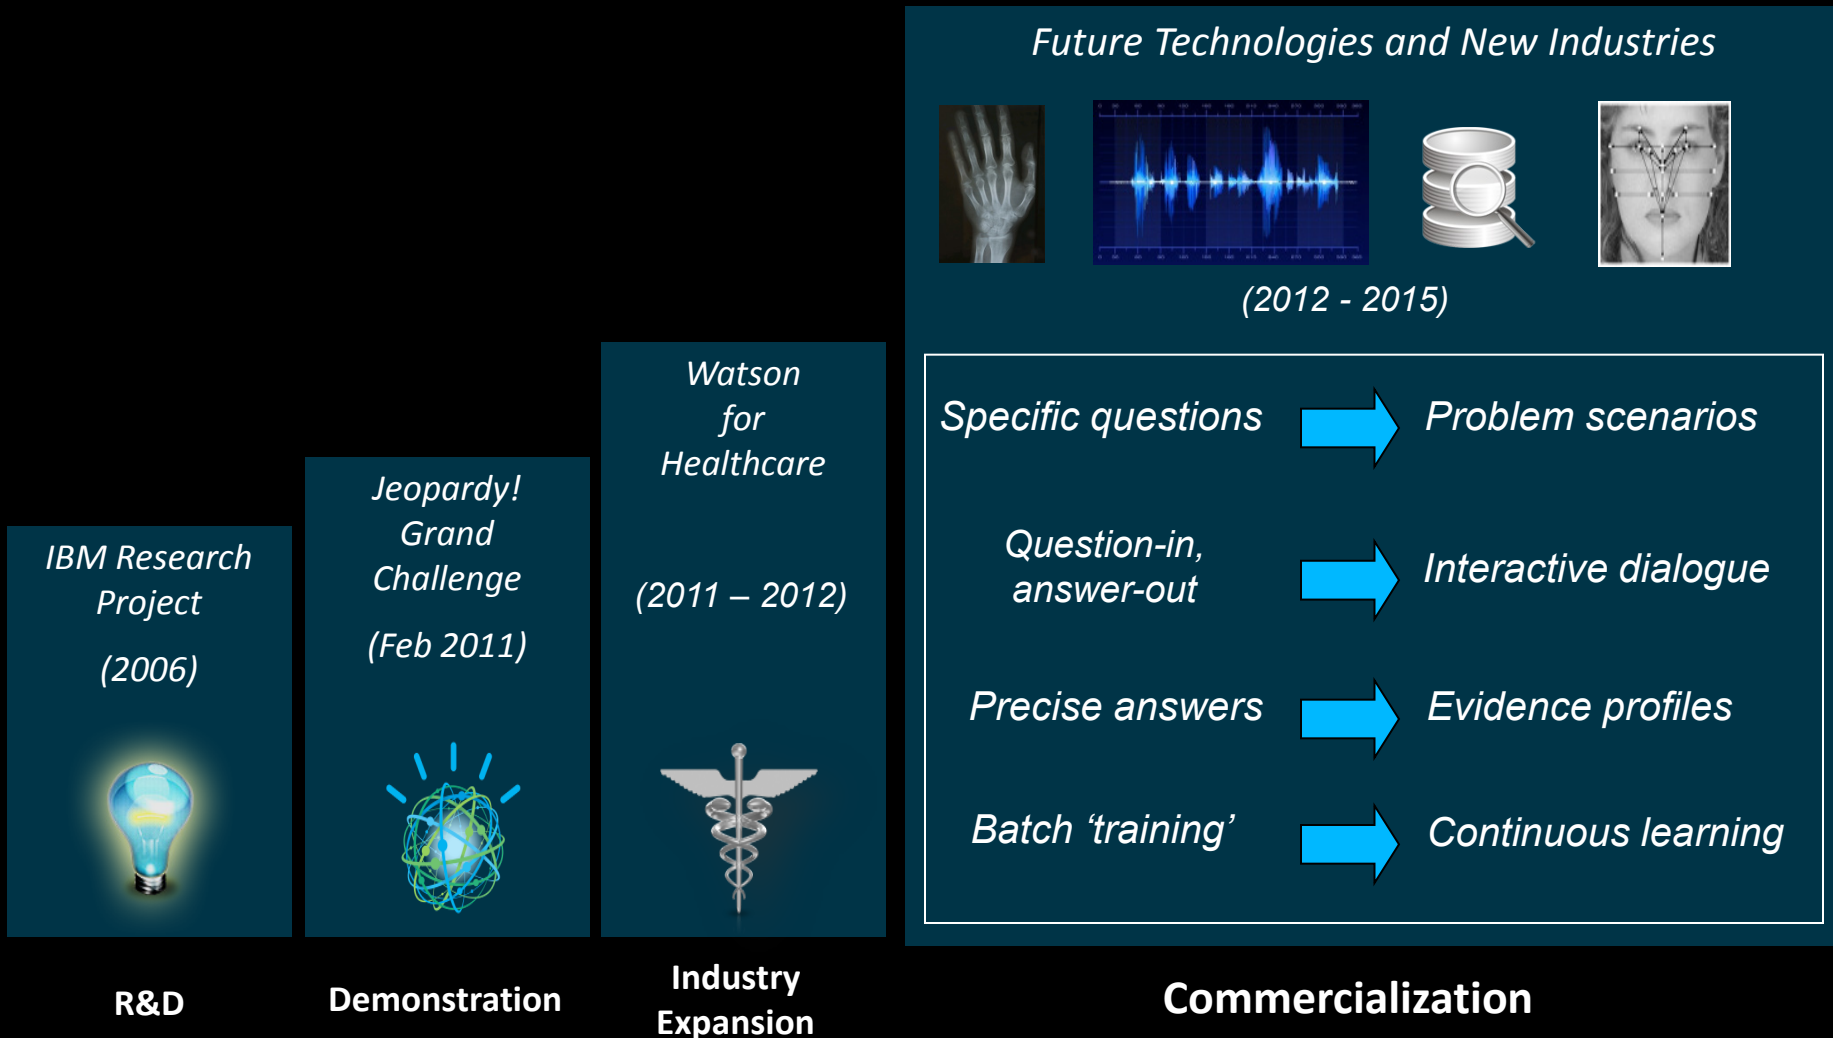 IBM Research
Project
(2006)
R&D
Jeopardy!
Grand
Challenge
(Feb 2011)
Demonstration
Watson
for
Healthcare
(2011 – 2012)
Industry
Expansion
Future Technologies and New Industries
(2012 - 2015)
Specific questions
Problem scenarios
Question-in,
answer-out
Interactive dialogue
Precise answers
Evidence profiles
Batch ‘training’
Continuous learning
Commercialization